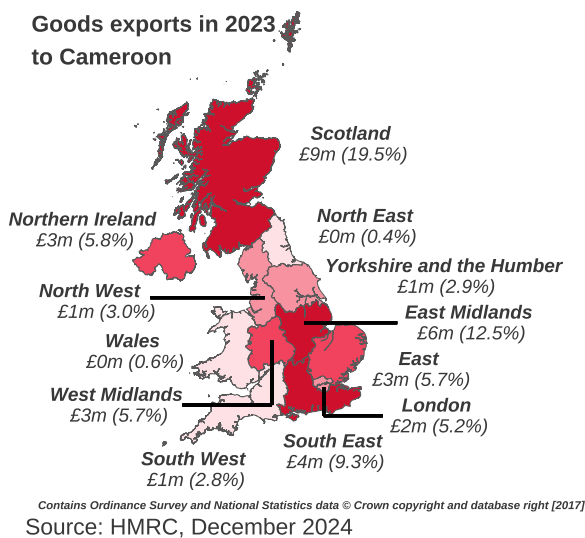 Goods exports in 2023
to Cameroon
Scotland
£9m (19.5%)
Northern Ireland
£3m (5.8%)
North East
£0m (0.4%)
Yorkshire and the Humber
£1m (2.9%)
North West
£1m (3.0%)
East Midlands
£6m (12.5%)
Wales
£0m (0.6%)
East
£3m (5.7%)
West Midlands
£3m (5.7%)
London
£2m (5.2%)
South East
£4m (9.3%)
South West
£1m (2.8%)
Contains Ordinance Survey and National Statistics data © Crown copyright and database right [2017]
Source: HMRC, December 2024